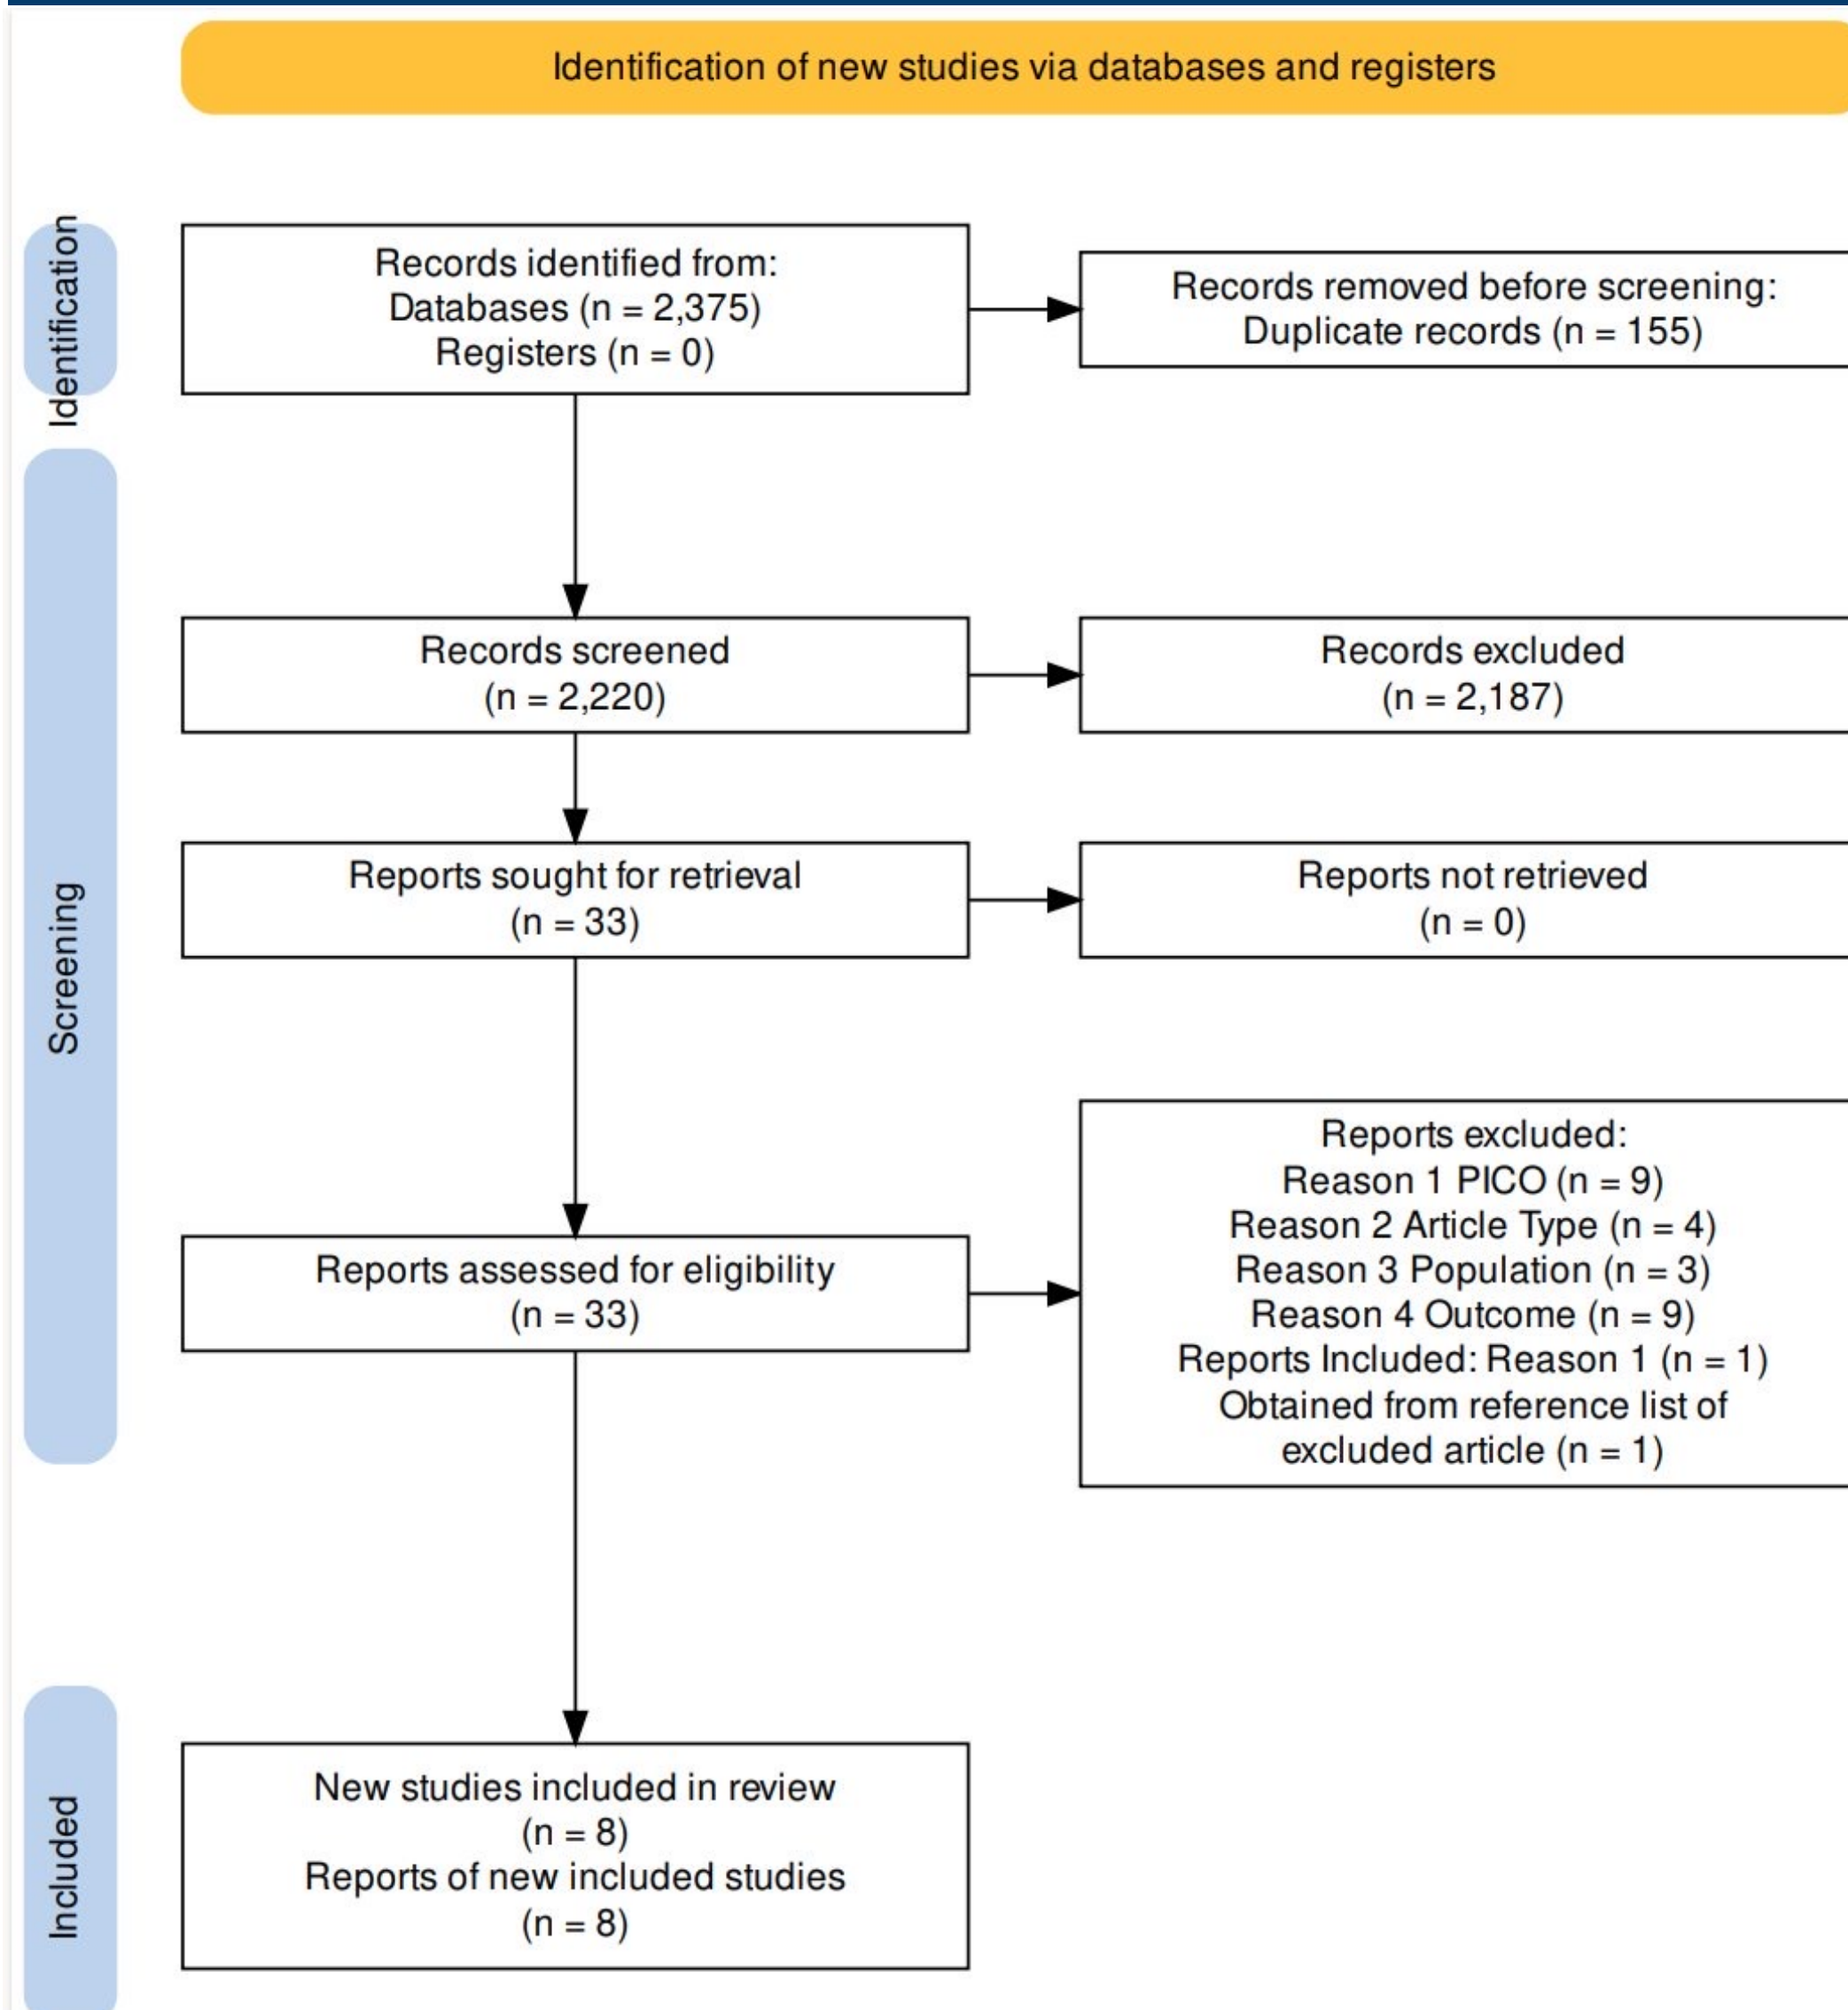 Identification of new studies via databases and registers
Identification
Records identified from:
Databases (n = 2,375)
Registers (n = 0)
Records removed before screening:
Duplicate records (n = 155)
Screening
Records screened
(n = 2,220)
Records excluded
(n = 2,187)
Reports sought for retrieval
(n = 33)
Reports not retrieved
(n = 0)
Reports assessed for eligibility
(n = 33)
Reports excluded:
Reason 1 PICO (n = 9)
Reason 2 Article Type (n = 4)
Reason 3 Population (n = 3)
Reason 4 Outcome (n = 9)
Reports Included: Reason 1 (n = 1)
Obtained from reference list of
excluded article (n = 1)
Included
New studies included in review
(n = 8)
Reports of new included studies
(n = 8)